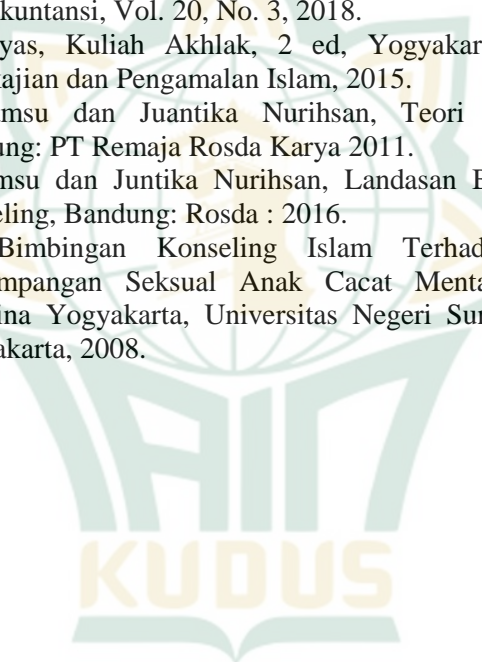 kuntansi, Vol. 20, No. 3, 2018.
yas, Kuliah Akhlak, 2 ed, Yogyakar
ajian dan Pengamalan Islam, 2015.
msu dan Juantika Nurihsan, Teori
ung: PT Remaja Rosda Karya 2011.
msu dan Juntika Nurihsan, Landasan B
eling, Bandung: Rosda : 2016.
Bimbingan Konseling Islam Terhad
mpangan Seksual Anak Cacat Menta
ina Yogyakarta, Universitas Negeri Sun
akarta, 2008.
IAIN
KUDUS